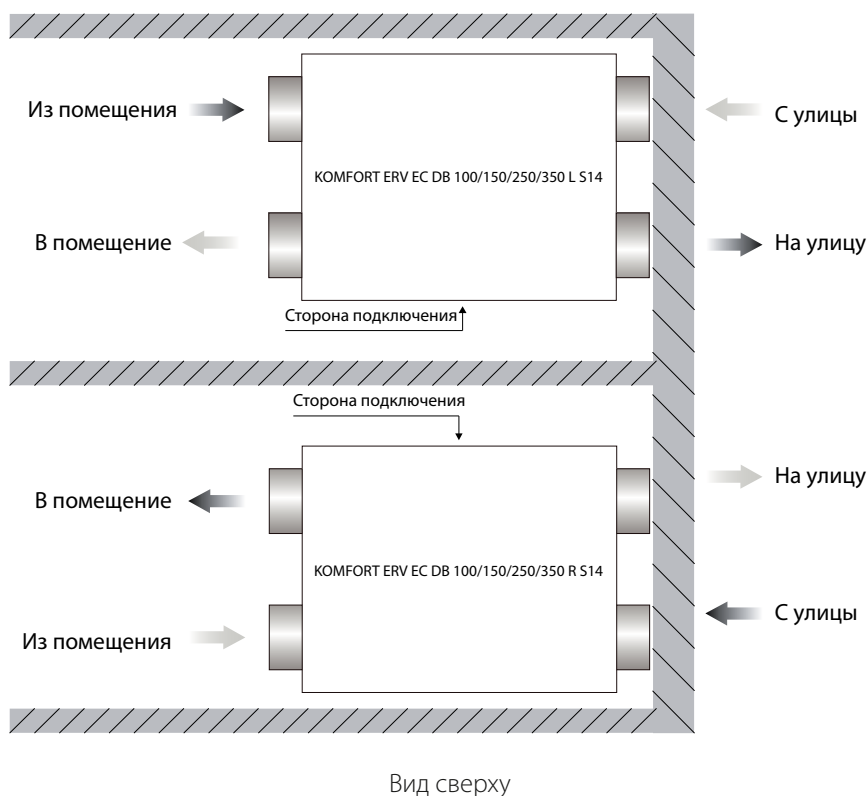 Из помещения
С улицы
KOMFORT ERV EC DB 100/150/250/350 L S14
В помещение
На улицу
Сторона подключения
Сторона подключения
На улицу
В помещение
KOMFORT ERV EC DB 100/150/250/350 R S14
С улицы
Из помещения
Вид сверху